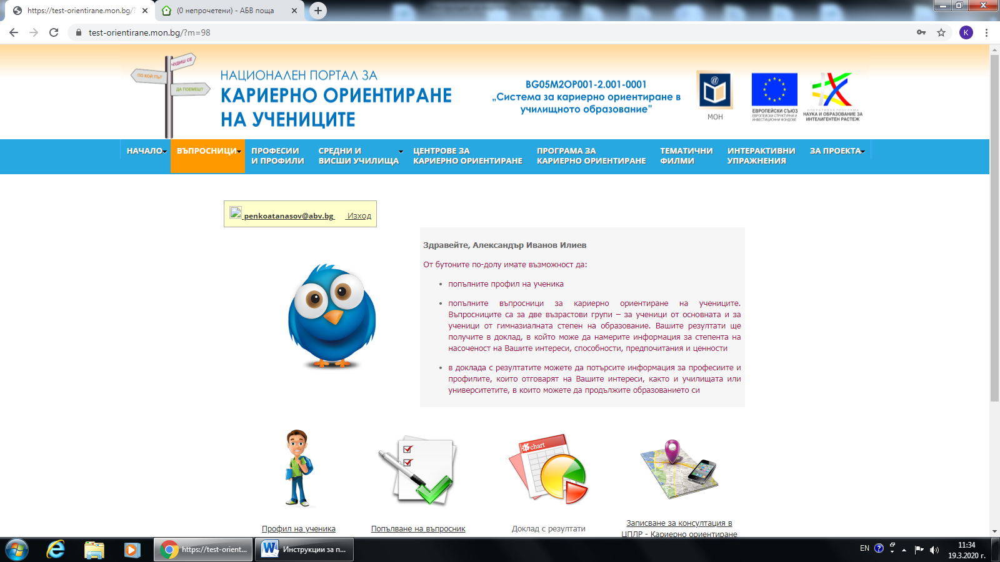 https://test-orientirane.mon.bg/?
(0 непрочетени) - АБВ поща
test-orientirane.mon.bg/?m=98
K
ЧУДИШ СЕ
ПО КОЙ ПЪТ
ДА ПОЕМЕШ?
НАЦИОНАЛЕН ПОРТАЛ ЗА
КАРИЕРНО ОРИЕНТИРАНЕ
НА УЧЕНИЦИТЕ
BG05M2OP001-2.001-0001
„Система за кариерно ориентиране в
училищното образование"
МОН
ЕВРОПЕЙСКИ СЪЮЗ
ЕВРОПЕЙСКИ СТРУКТУРНИ И
ИНВЕСТИЦИОННИ ФОНДОВЕ
ОПЕРАТИВНА ПРОГРАМА
НАУКА И ОБРАЗОВАНИЕ ЗА
ИНТЕЛИГЕНТЕН РАСТЕЖ
НАЧАЛО
ВЪПРОСНИЦИ
ПРОФЕСИИ
И ПРОФИЛИ
СРЕДНИ И
ВИСШИ УЧИЛИЩА
ЦЕНТРОВЕ ЗА
КАРИЕРНО ОРИЕНТИРАНЕ
ПРОГРАМА ЗА
КАРИЕРНО ОРИЕНТИРАНЕ
ТЕМАТИЧНИ
ФИЛМИ
ИНТЕРАКТИВНИ
УПРАЖНЕНИЯ
ЗА ПРОЕКТА
penkoatanasov@abv.bg Изход
Здравейте, Александър Иванов Илиев
От бутоните по-долу имате възможност да:
• попълните профил на ученика
• попълните въпросници за кариерно ориентиране на учениците.
Въпросниците са за две възрастови групи – за ученици от основната и за
ученици от гимназиалната степен на образование. Вашите резултати ще
получите в доклад, в който може да намерите информация за степента на
насоченост на Вашите интереси, способности, предпочитания и ценности
• в доклада с резултатите можете да потърсите информация за професиите и
профилите, които отговарят на Вашите интереси, както и училищата или
университетите, в които можете да продължите образованието си
chart
Профил на ученика
Попълване на въпросник
Доклад с резултати
Записване за консултация в
ЦПЛР - Кариерно ориентиране
https://test-orient...
Инструкции за п...
EN
11:34
19.3.2020 г.